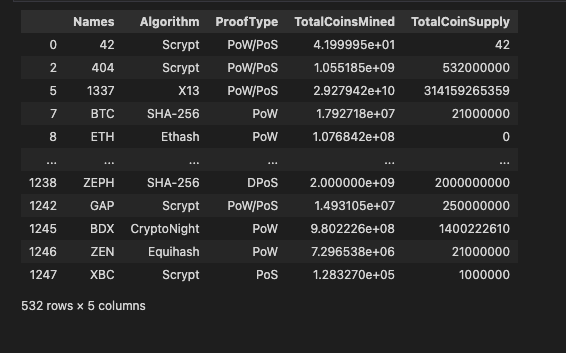 Names Algorithm ProofType TotalCoinsMined TotalCoinSupply
0 42 Scrypt PoW/PoS 4.199995e+01 42
2 404 Scrypt PoW/PoS 1.055185e+09 532000000
5 1337 X13 PoW/PoS 2.927942e+10 314159265359
7 BTC SHA-256 PoW 1.792718e+07 21000000
8 ETH Ethash PoW 1.076842e+08 0
... ... ... ... ... ...
1238 ZEPH SHA-256 DPoS 2.000000e+09 2000000000
1242 GAP Scrypt PoW/PoS 1.493105e+07 250000000
1245 BDX CryptoNight PoW 9.802226e+08 1400222610
1246 ZEN Equihash PoW 7.296538e+06 21000000
1247 XBC Scrypt PoS 1.283270e+05 1000000
532 rows × 5 columns